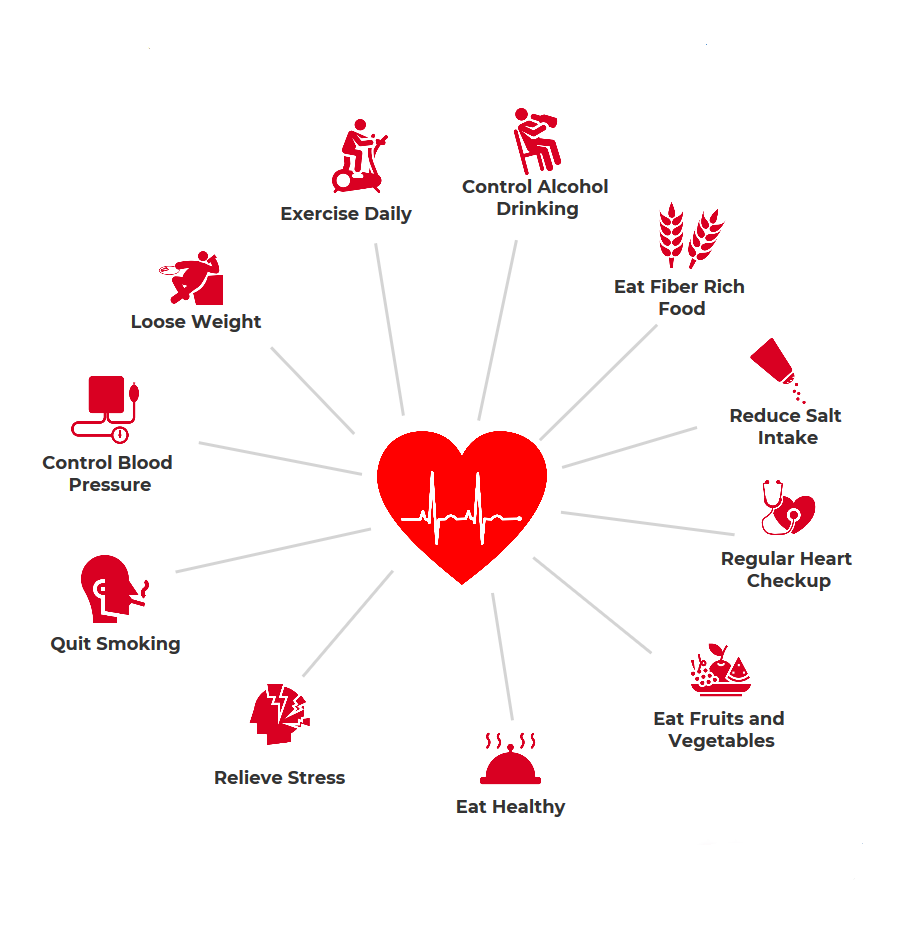 Control Alcohol
Drinking
Exercise Daily
Eat Fiber Rich
Food
Loose Weight
Reduce Salt
Intake
Control Blood
Pressure
Regular Heart
Checkup
Quit Smoking
Eat Fruits and
Vegetables
Relieve Stress
Eat Healthy